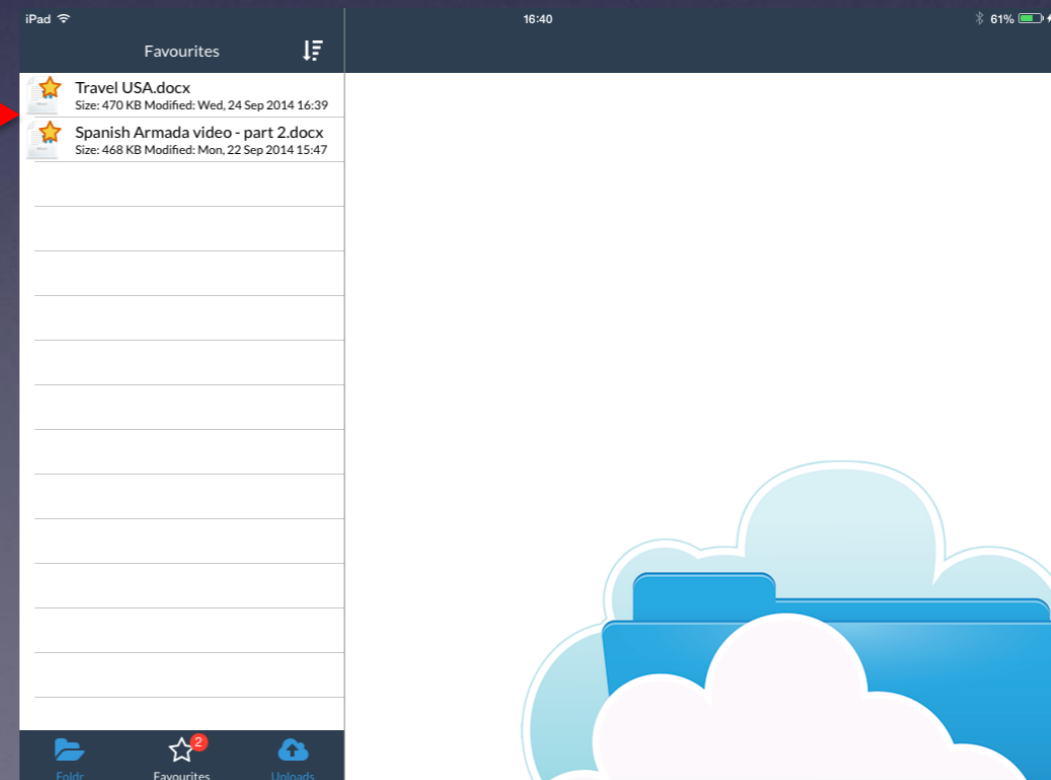 iPad 16:40 61%
Favourites
Travel USA.docx
Size: 470 KB Modified: Wed, 24 Sep 2014 16:39
Spanish Armada video - part 2.docx
Size: 468 KB Modified: Mon, 22 Sep 2014 15:47
2
Foldr Favourites Uploads